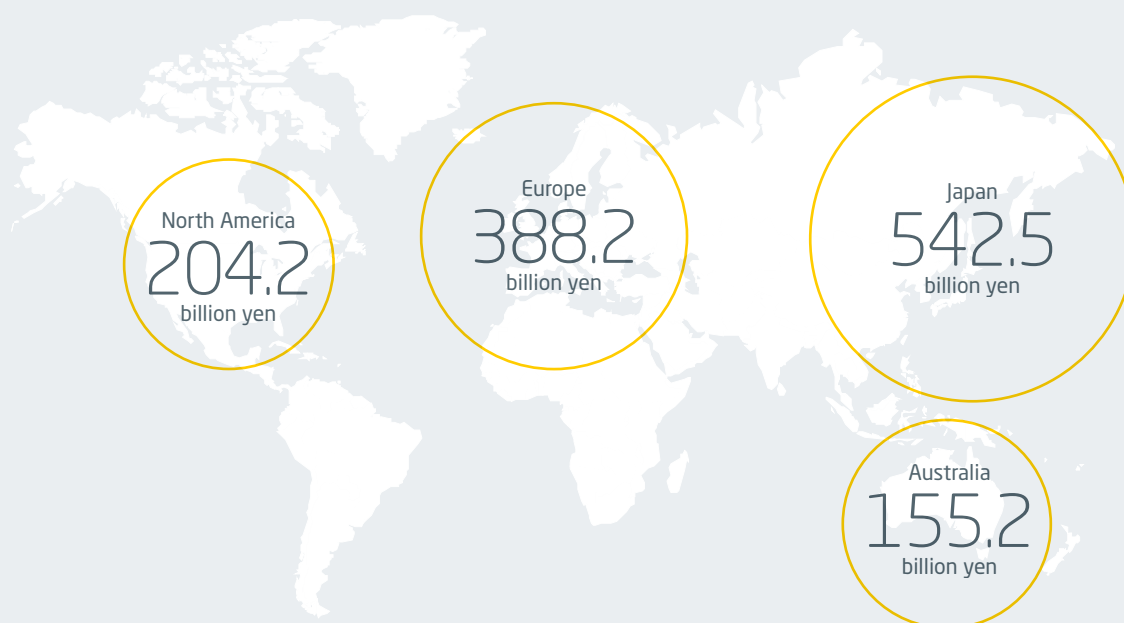 North America
204.2
billion yen
Europe
388.2
billion yen
Japan
542.5
billion yen
Australia
155.2
billion yen